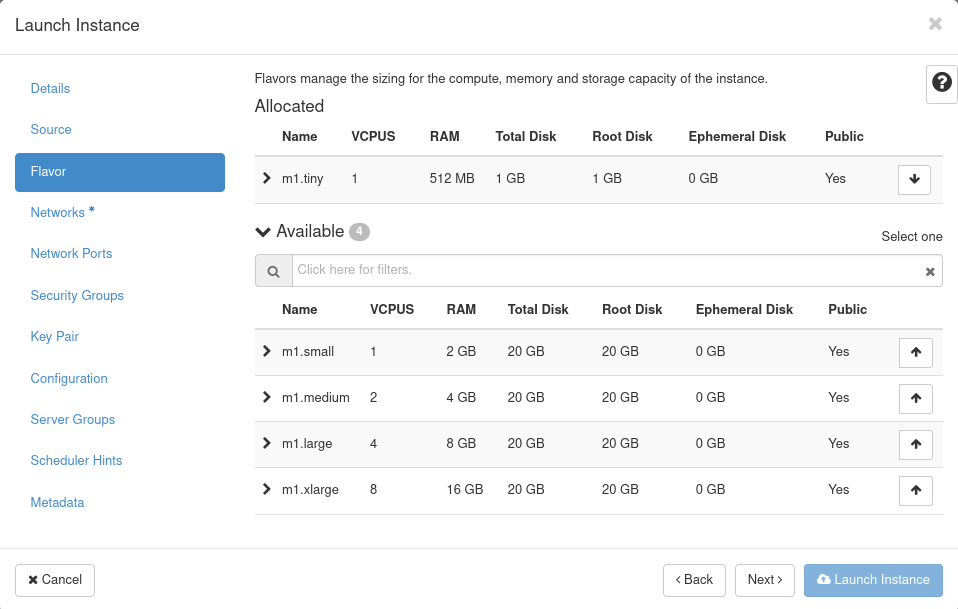 Launch Instance
Details
Source
Flavor
Networks *
Network Ports
Security Groups
Key Pair
Configuration
Server Groups
Scheduler Hints
Metadata
Flavors manage the sizing for the compute, memory and storage capacity of the instance.
Allocated
Name VCPUS RAM Total Disk Root Disk Ephemeral Disk Public
m1.tiny 1 512 MB 1 GB 1 GB 0 GB Yes
Available 4
Select one
Click here for filters.
Name VCPUS RAM Total Disk Root Disk Ephemeral Disk Public
m1.small 1 2 GB 20 GB 20 GB 0 GB Yes
m1.medium 2 4 GB 20 GB 20 GB 0 GB Yes
m1.large 4 8 GB 20 GB 20 GB 0 GB Yes
m1.xlarge 8 16 GB 20 GB 20 GB 0 GB Yes
Cancel
‹ Back
Next ›
Launch Instance